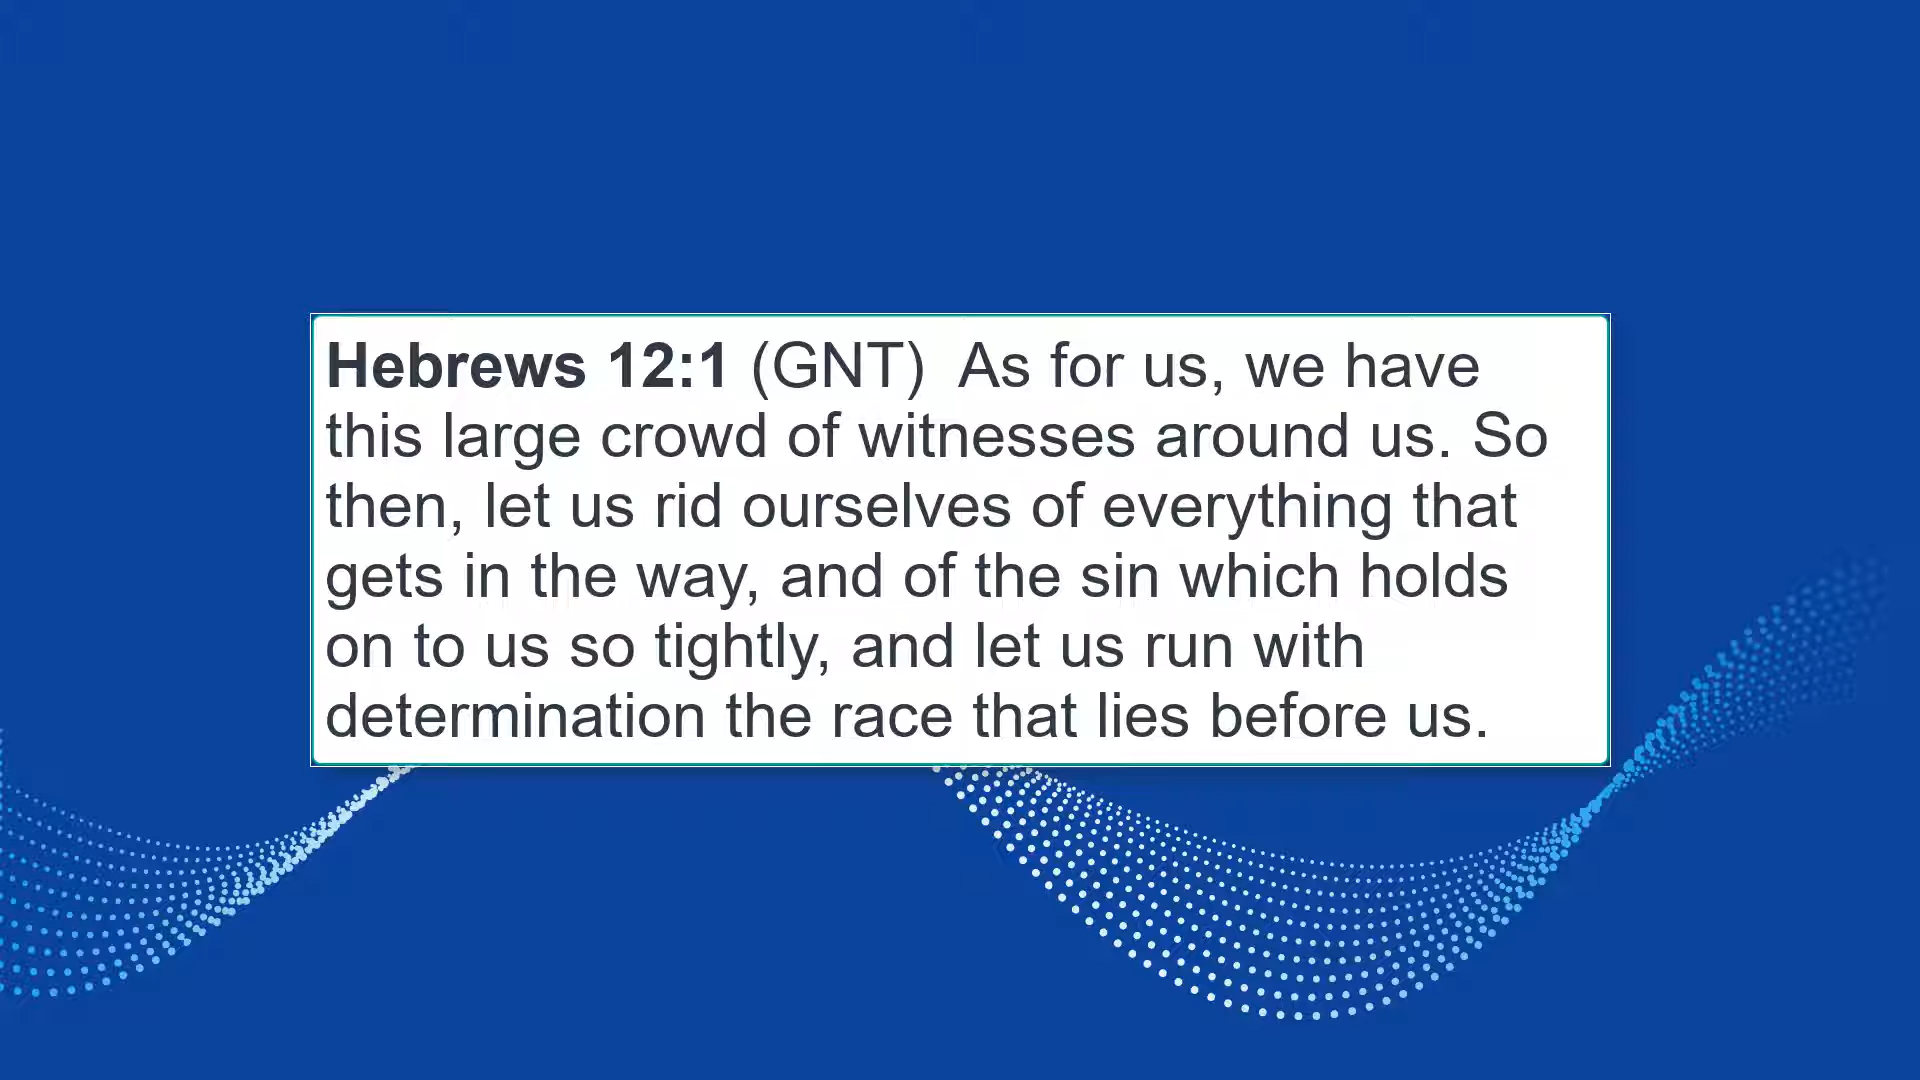 Hebrews 12:1 (GNT)  As for us, we have
this large crowd of witnesses around us. So
then, let us rid ourselves of everything that
gets in the way, and of the sin which holds
on to us so tightly, and let us run with
determination the race that lies before us.